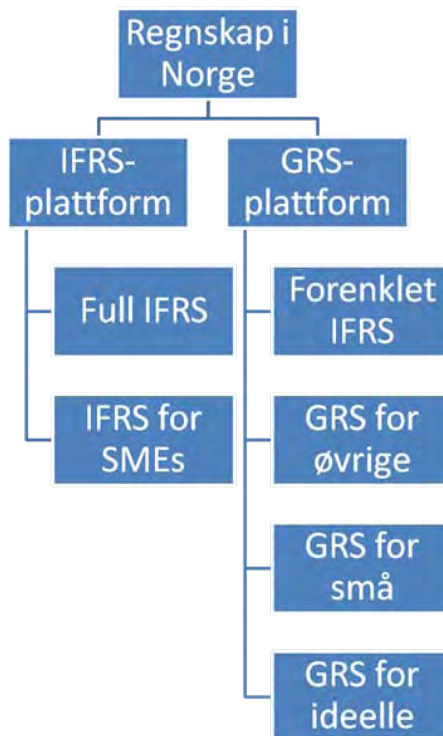 Regnskap i
Norge
IFRS-
plattform
GRS-
plattform
Full IFRS
IFRS for
SMEs
Forenklet
IFRS
GRS for
øvrige
GRS for
små
GRS for
ideelle